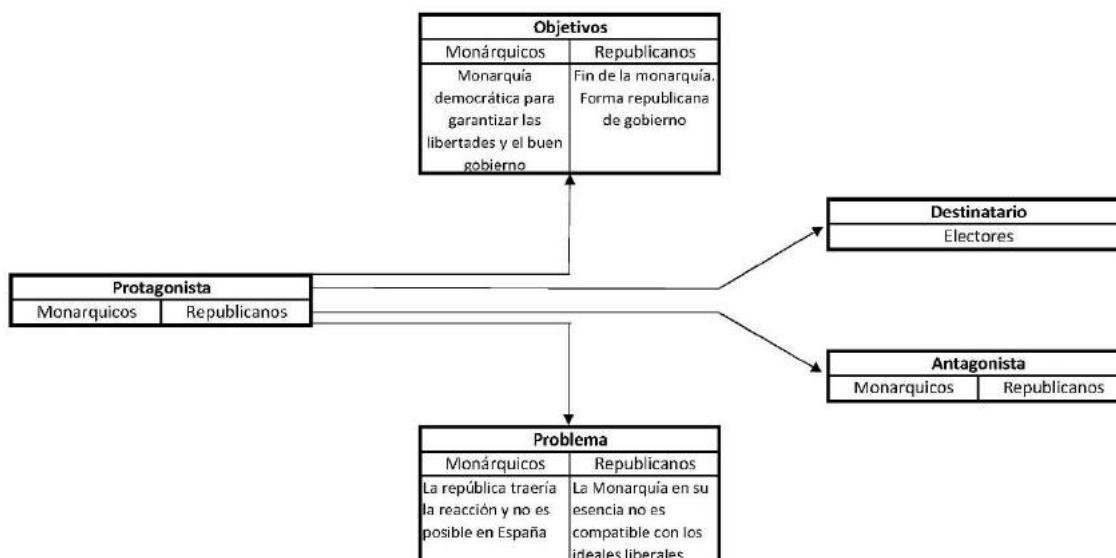 Objetivos
Monárquicos Republicanos
Monarquía
democrática para
garantizar las
libertades y el buen
gobierno
Fin de la monarquía.
Forma republicana
de gobierno
Destinatario
Electores
Protagonista
Monarquicos Republicanos
Antagonista
Monarquicos Republicanos
Problema
Monárquicos Republicanos
La república traería
la reacción y no es
posible en España
La Monarquía en su
esencia no es
compatible con los
ideales liberales